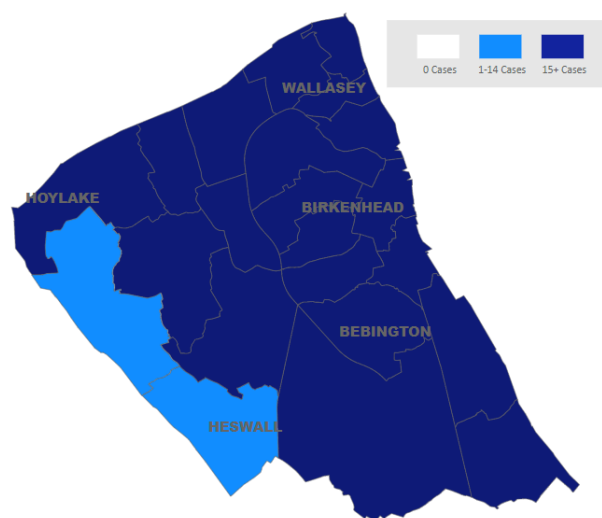 0 Cases 1-14 Cases 15+ Cases
WALLASEY
HOYLAKE
BIRKENHEAD
BEBINGTON
HESWALL